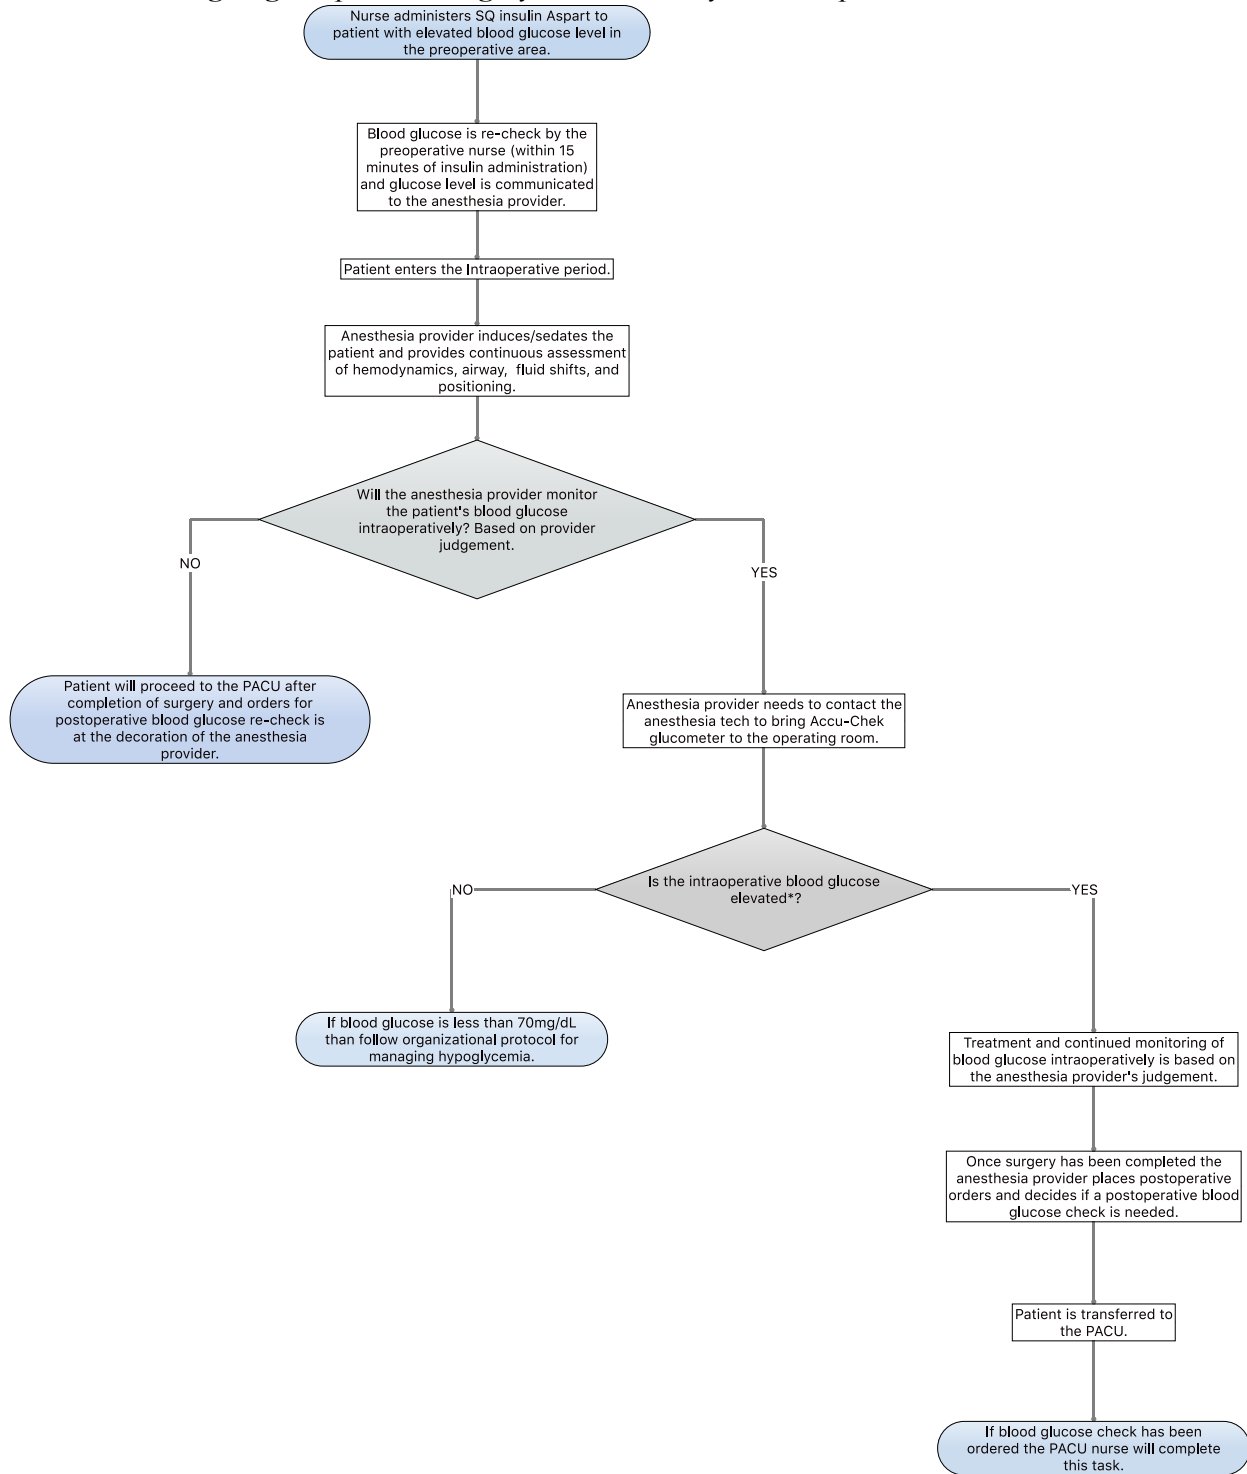 Nurse administers SQ insulin Aspart to
patient with elevated blood glucose level in
the preoperative area.
Blood glucose is re-check by the
preoperative nurse (within 15
minutes of insulin administration)
and glucose level is communicated
to the anesthesia provider.
Patient enters the Intraoperative period.
Anesthesia provider induces/sedates the
patient and provides continuous assessment
of hemodynamics, airway, fluid shifts, and
positioning.
Will the anesthesia provider monitor
the patient's blood glucose
intraoperatively? Based on provider
judgement.
NO
YES
Patient will proceed to the PACU after
completion of surgery and orders for
postoperative blood glucose re-check is
at the decoration of the anesthesia
provider.
Anesthesia provider needs to contact the
anesthesia tech to bring Accu-Chek
glucometer to the operating room.
Is the intraoperative blood glucose
elevated*?
NO
YES
If blood glucose is less than 70mg/dL
than follow organizational protocol for
managing hypoglycemia.
Treatment and continued monitoring of
blood glucose intraoperatively is based on
the anesthesia provider's judgement.
Once surgery has been completed the
anesthesia provider places postoperative
orders and decides if a postoperative blood
glucose check is needed.
Patient is transferred to
the PACU.
If blood glucose check has been
ordered the PACU nurse will complete
this task.